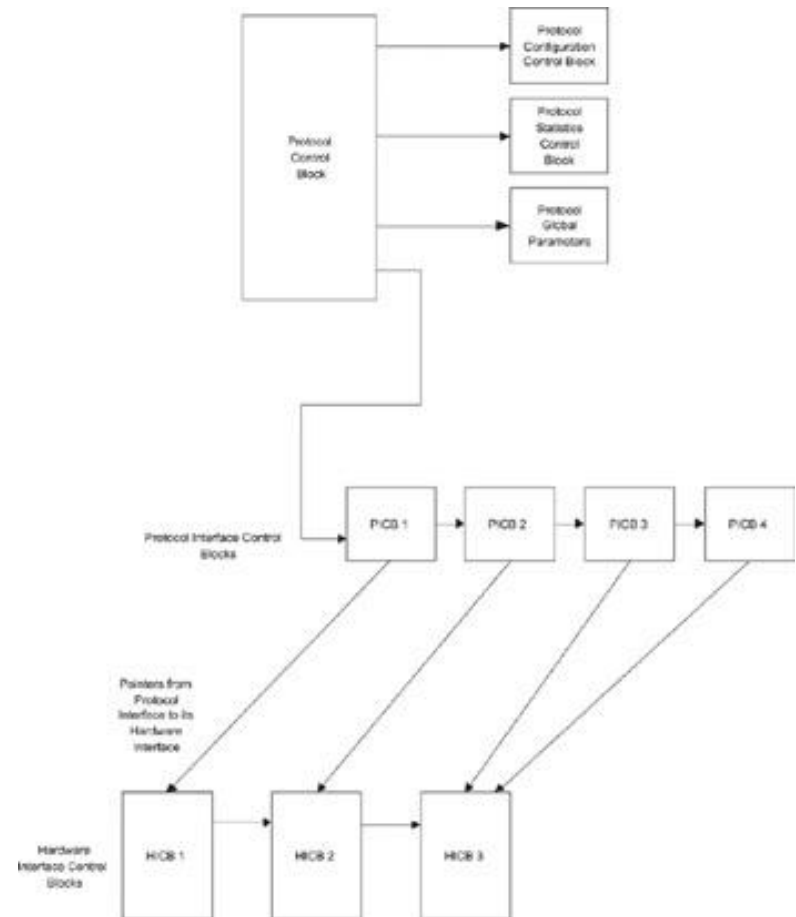 Protocol
Configuration
Control Block
Protocol
Statistics
Control
Block
Protocol
Control
Block
Protocol
Global
Parameters
PICB 1
PICB 2
PICB 3
PICB 4
Protocol Interface Control
Blocks
Pointers from
Protocol
Interface to its
Hardware
Interface
HICB 1
HICB 2
HICB 3
Hardware
Interface Control
Blocks